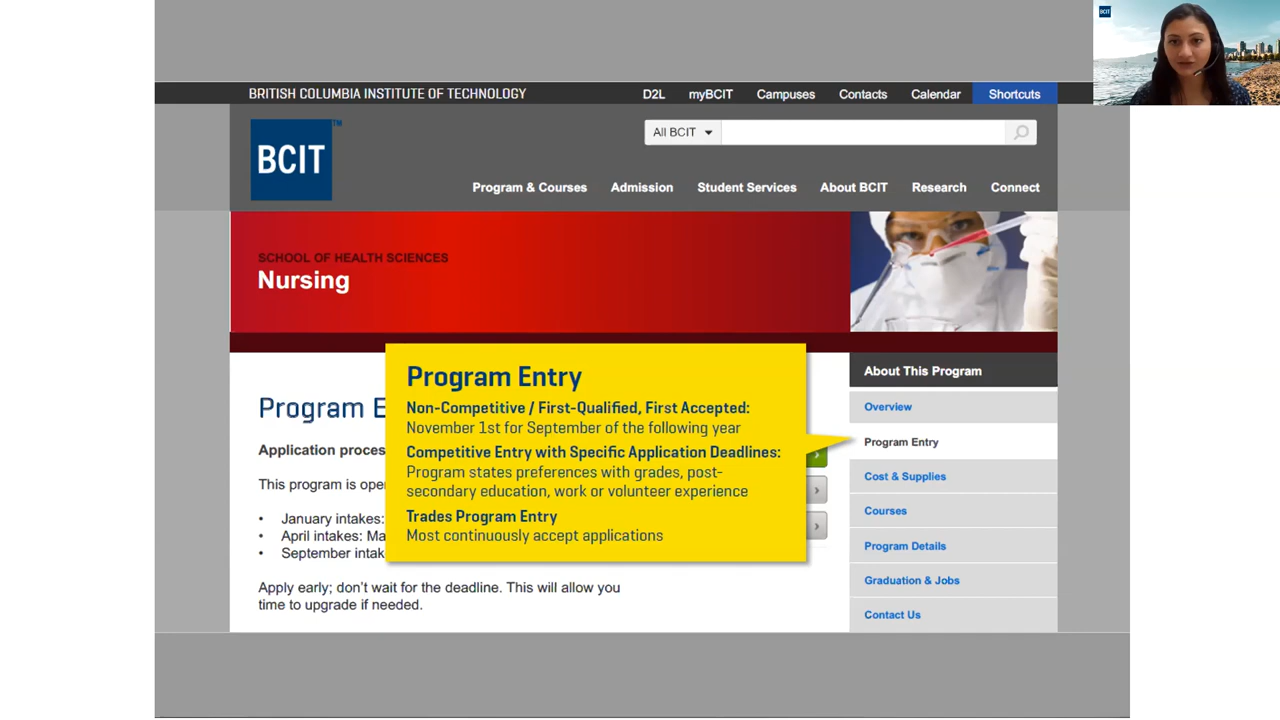 BCIT
BRITISH COLUMBIA INSTITUTE OF TECHNOLOGY
D2L
myBCIT
Campuses
Contacts
Calendar
Shortcuts
BCIT™
All BCIT
Program & Courses
Admission
Student Services
About BCIT
Research
Connect
SCHOOL OF HEALTH SCIENCES
Nursing
Program E
Application proces
This program is oper
• January intakes:
• April intakes: Ma
• September intak
Apply early; don’t wait for the deadline. This will allow you
time to upgrade if needed.
Program Entry
Non-Competitive / First-Qualified, First Accepted:
November 1st for September of the following year
Competitive Entry with Specific Application Deadlines:
Program states preferences with grades, post-
secondary education, work or volunteer experience
Trades Program Entry
Most continuously accept applications
About This Program
Overview
Program Entry
Cost & Supplies
Courses
Program Details
Graduation & Jobs
Contact Us